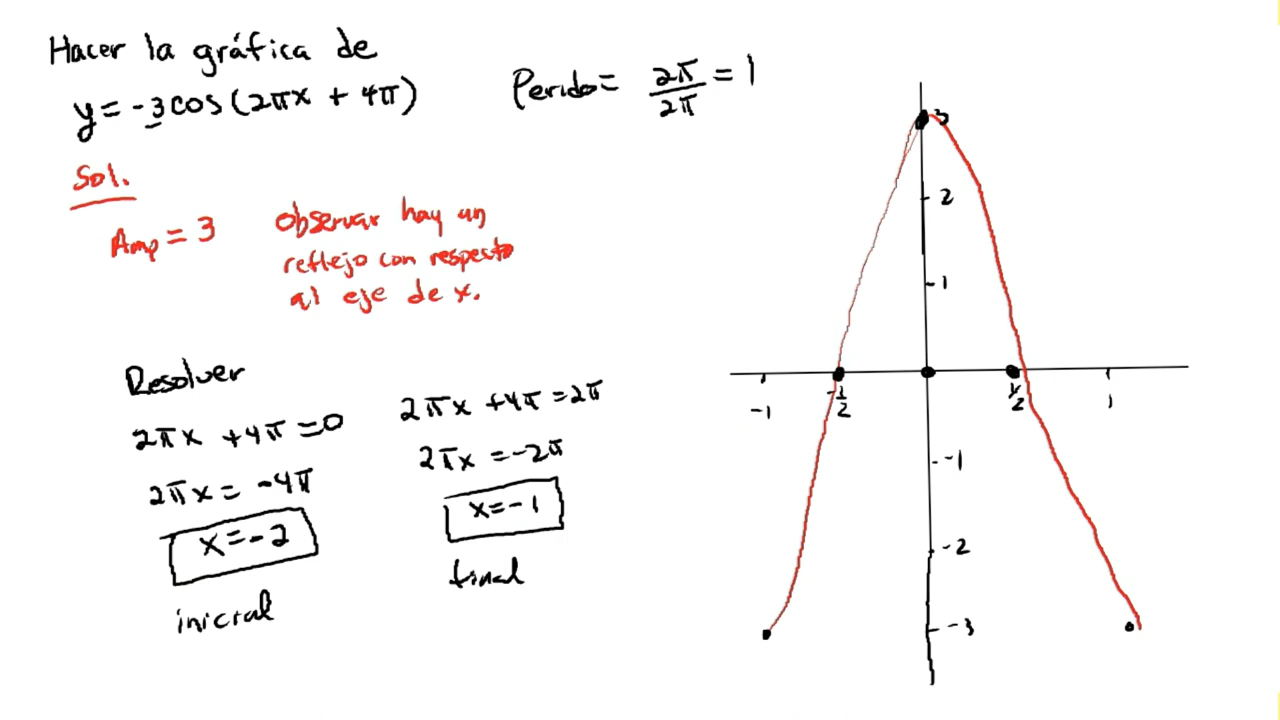 Hacer la gráfica de
y = -3cos(2πx + 4π)
Perido = 2π/2π = 1
Sol.
Amp = 3
Observar hay un
reflejo con respecto
al eje de x.
Resolver
2πx + 4π = 0
2πx = -4π
x = -2
inicial
2πx + 4π = 2π
2πx = -2π
x = -1
final
3
2
1
-1
-1/2
1/2
1
-1
-2
-3